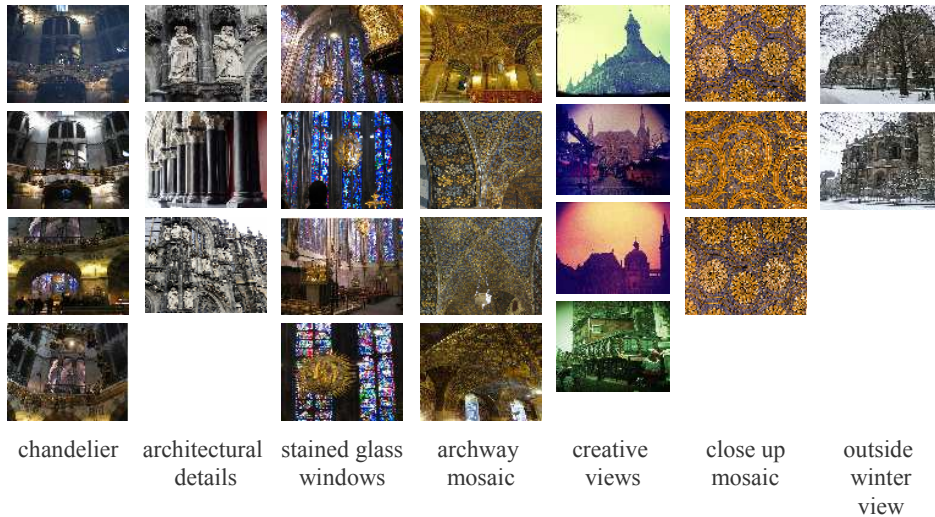 chandelier
architectural
details
stained glass
windows
archway
mosaic
creative
views
close up
mosaic
outside
winter
view